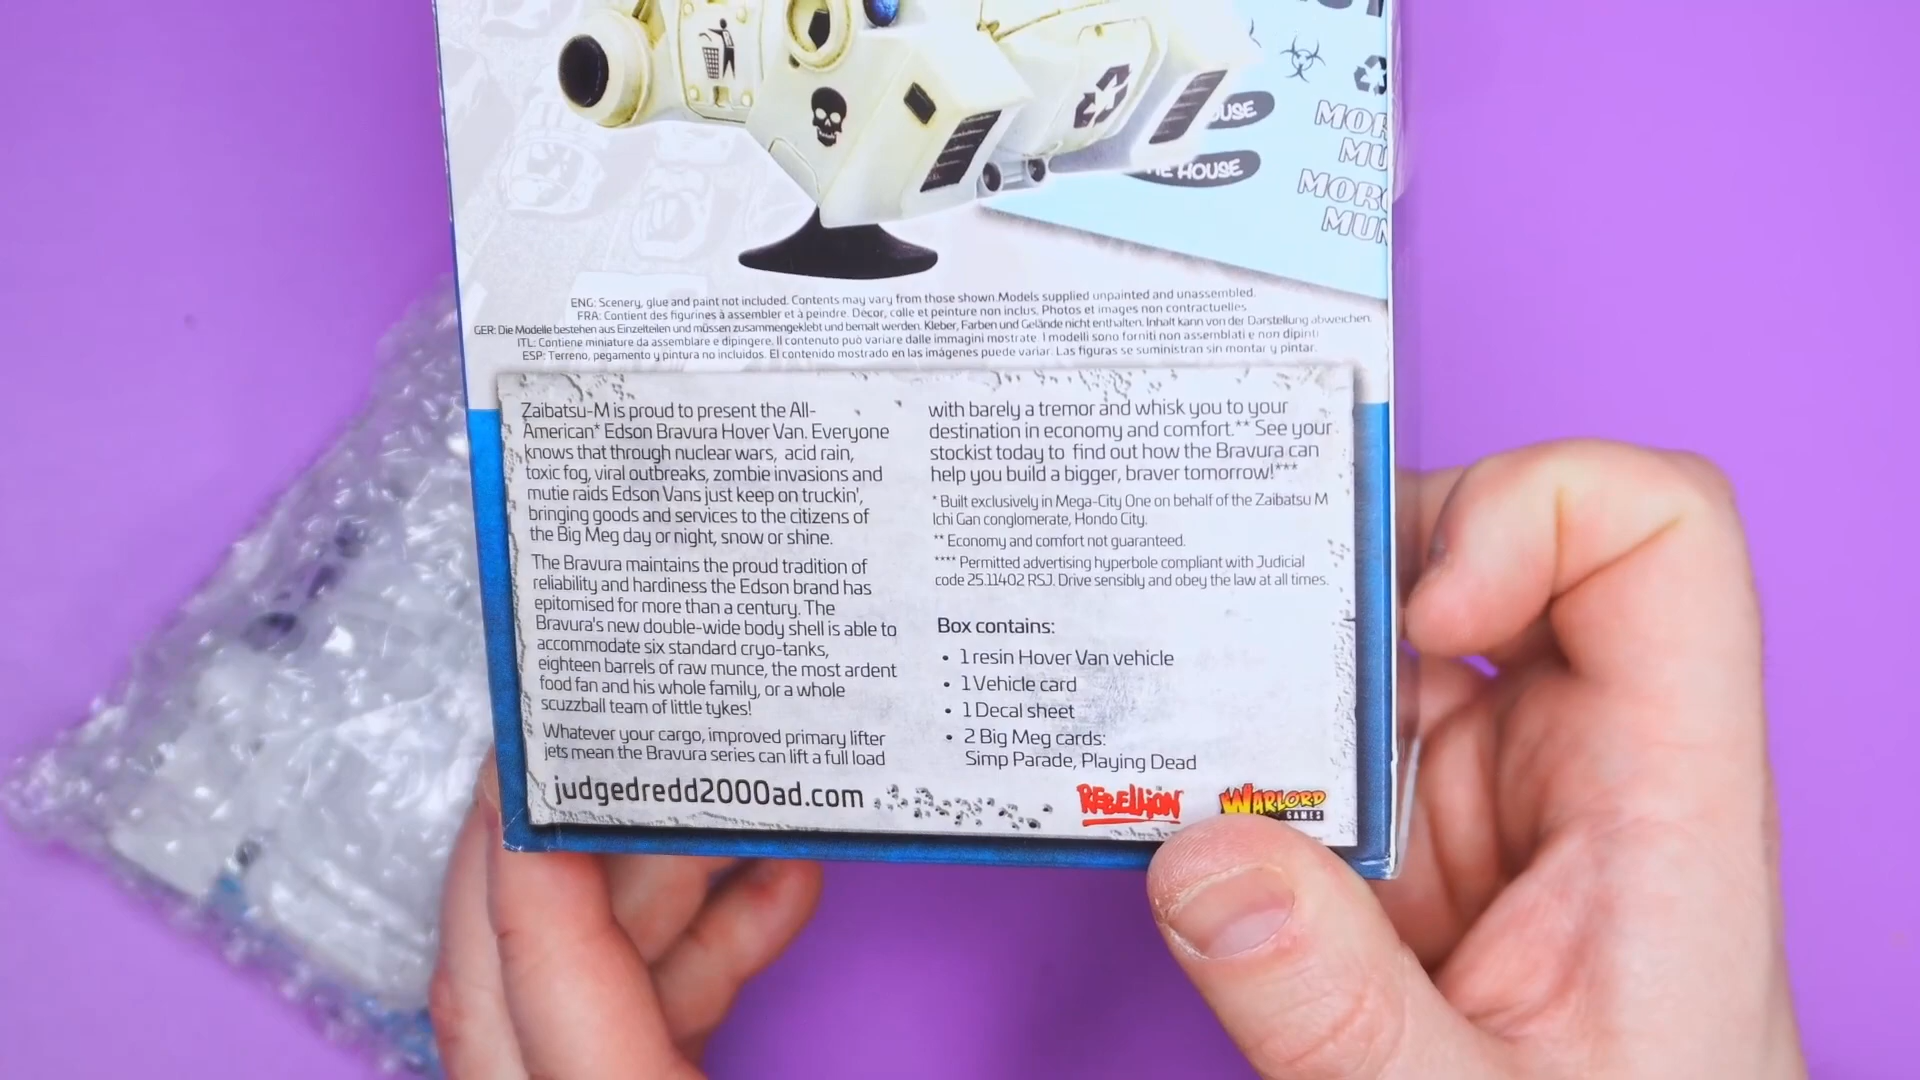 USE
HOUSE
MOR
MU
MOR
MUN
ENG: Scenery, glue and paint not included. Contents may vary from those shown.Models supplied unpainted and unassembled.
FRA: Contient des figurines à assembler et à peindre. Décor, colle et peinture non inclus. Photos et images non contractuelles.
GER: Die Modelle bestehen aus Einzelteilen und müssen zusammengeklebt und bemalt werden. Kleber, Farben und Gelände nicht enthalten. Inhalt kann von der Darstellung abweichen.
ITL: Contiene miniature da assemblare e dipingere. Il contenuto può variare dalle immagini mostrate. I modelli sono forniti non assemblati e non dipinti
ESP: Terreno, pegamento y pintura no incluidos. El contenido mostrado en las imágenes puede variar. Las figuras se suministran sin montar y pintar.
Zaibatsu-M is proud to present the All-
American* Edson Bravura Hover Van. Everyone
knows that through nuclear wars, acid rain,
toxic fog, viral outbreaks, zombie invasions and
mutie raids Edson Vans just keep on truckin',
bringing goods and services to the citizens of
the Big Meg day or night, snow or shine.
The Bravura maintains the proud tradition of
reliability and hardiness the Edson brand has
epitomised for more than a century. The
Bravura's new double-wide body shell is able to
accommodate six standard cryo-tanks,
eighteen barrels of raw munce, the most ardent
food fan and his whole family, or a whole
scuzzball team of little tykes!
Whatever your cargo, improved primary lifter
jets mean the Bravura series can lift a full load
with barely a tremor and whisk you to your
destination in economy and comfort.** See your
stockist today to find out how the Bravura can
help you build a bigger, braver tomorrow!***
* Built exclusively in Mega-City One on behalf of the Zaibatsu M
Ichi Gan conglomerate, Hondo City.
** Economy and comfort not guaranteed.
**** Permitted advertising hyperbole compliant with Judicial
code 25.11402 RSJ. Drive sensibly and obey the law at all times.
Box contains:
• 1 resin Hover Van vehicle
• 1 Vehicle card
• 1 Decal sheet
• 2 Big Meg cards:
Simp Parade, Playing Dead
judgedredd2000ad.com
REBELLION
WARLORD
GAMES